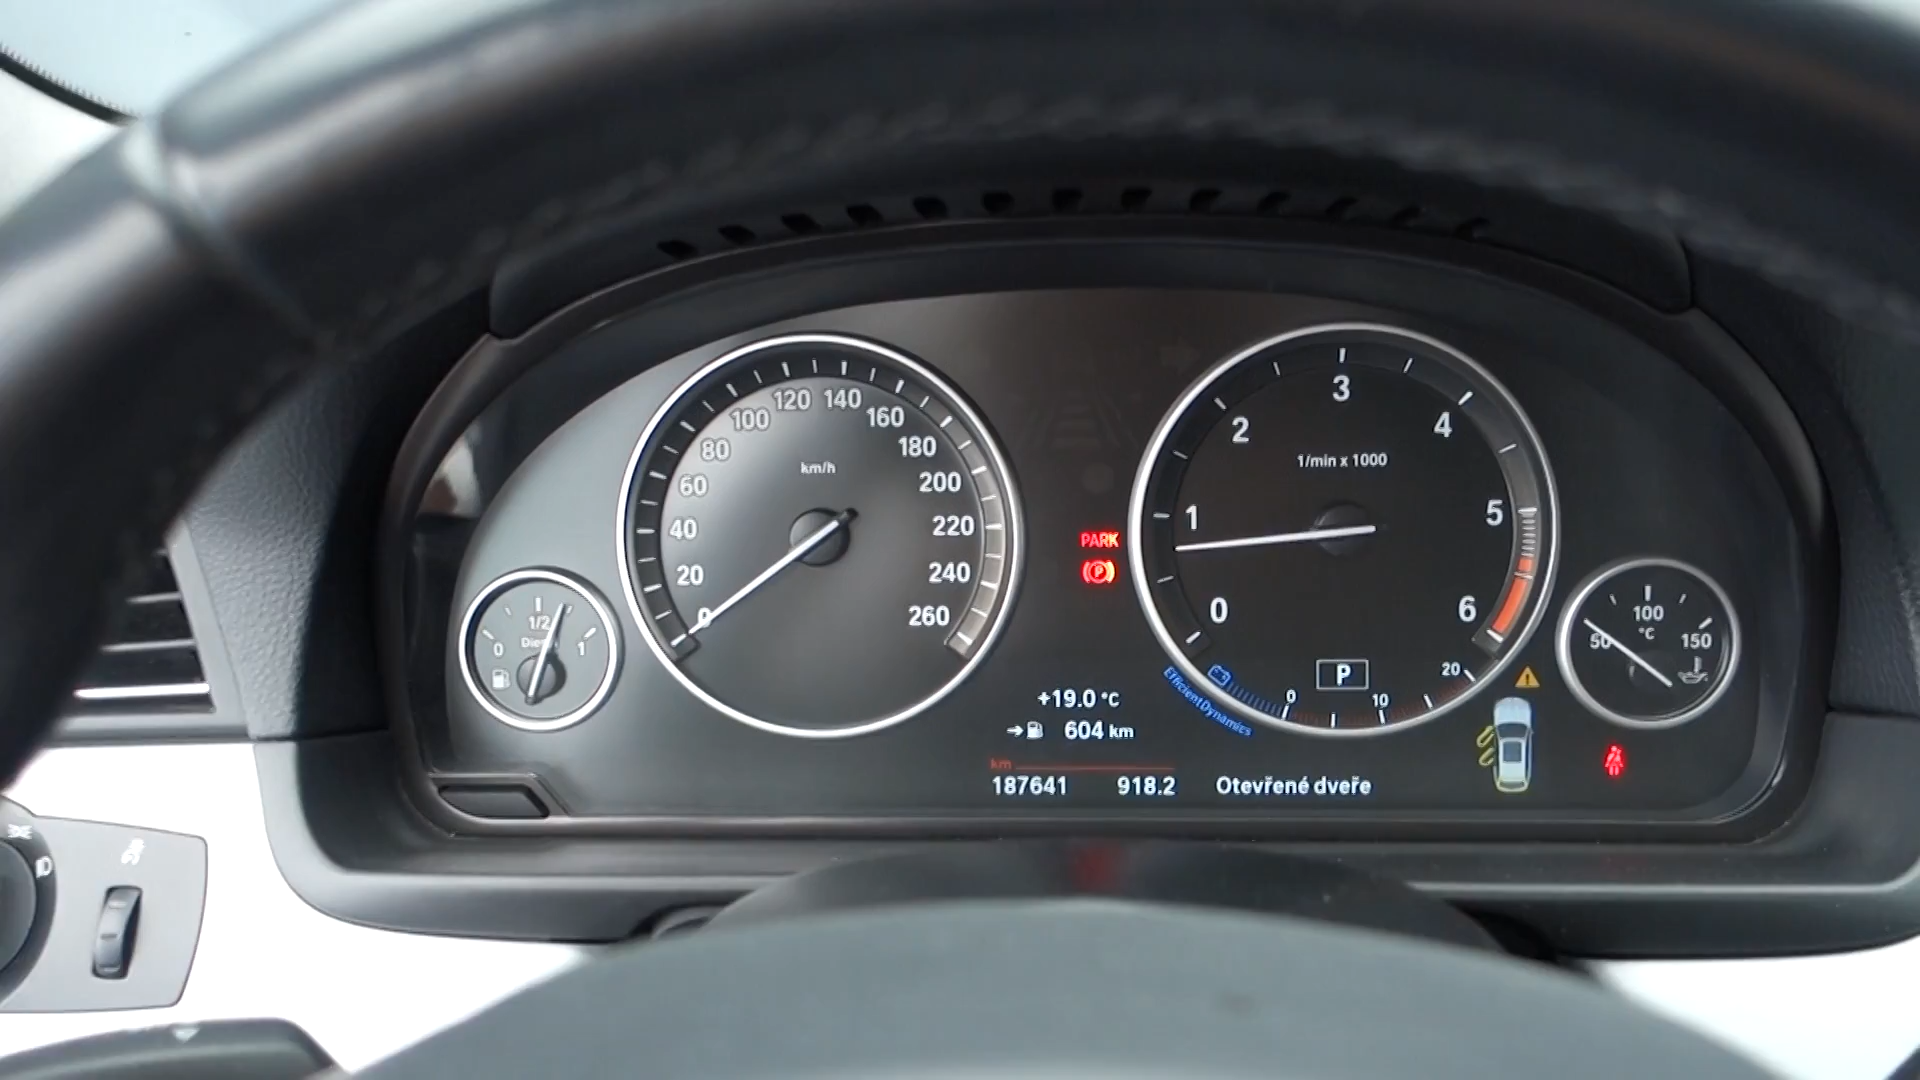 km/h
0
20
40
60
80
100
120
140
160
180
200
220
240
260
0
1/2
1
PARK
P
1/min x 1000
0
1
2
3
4
5
6
P
0
10
20
EfficientDynamics
50
100
150
°C
+19.0 °C
604 km
km
187641 918.2
Otevřené dveře